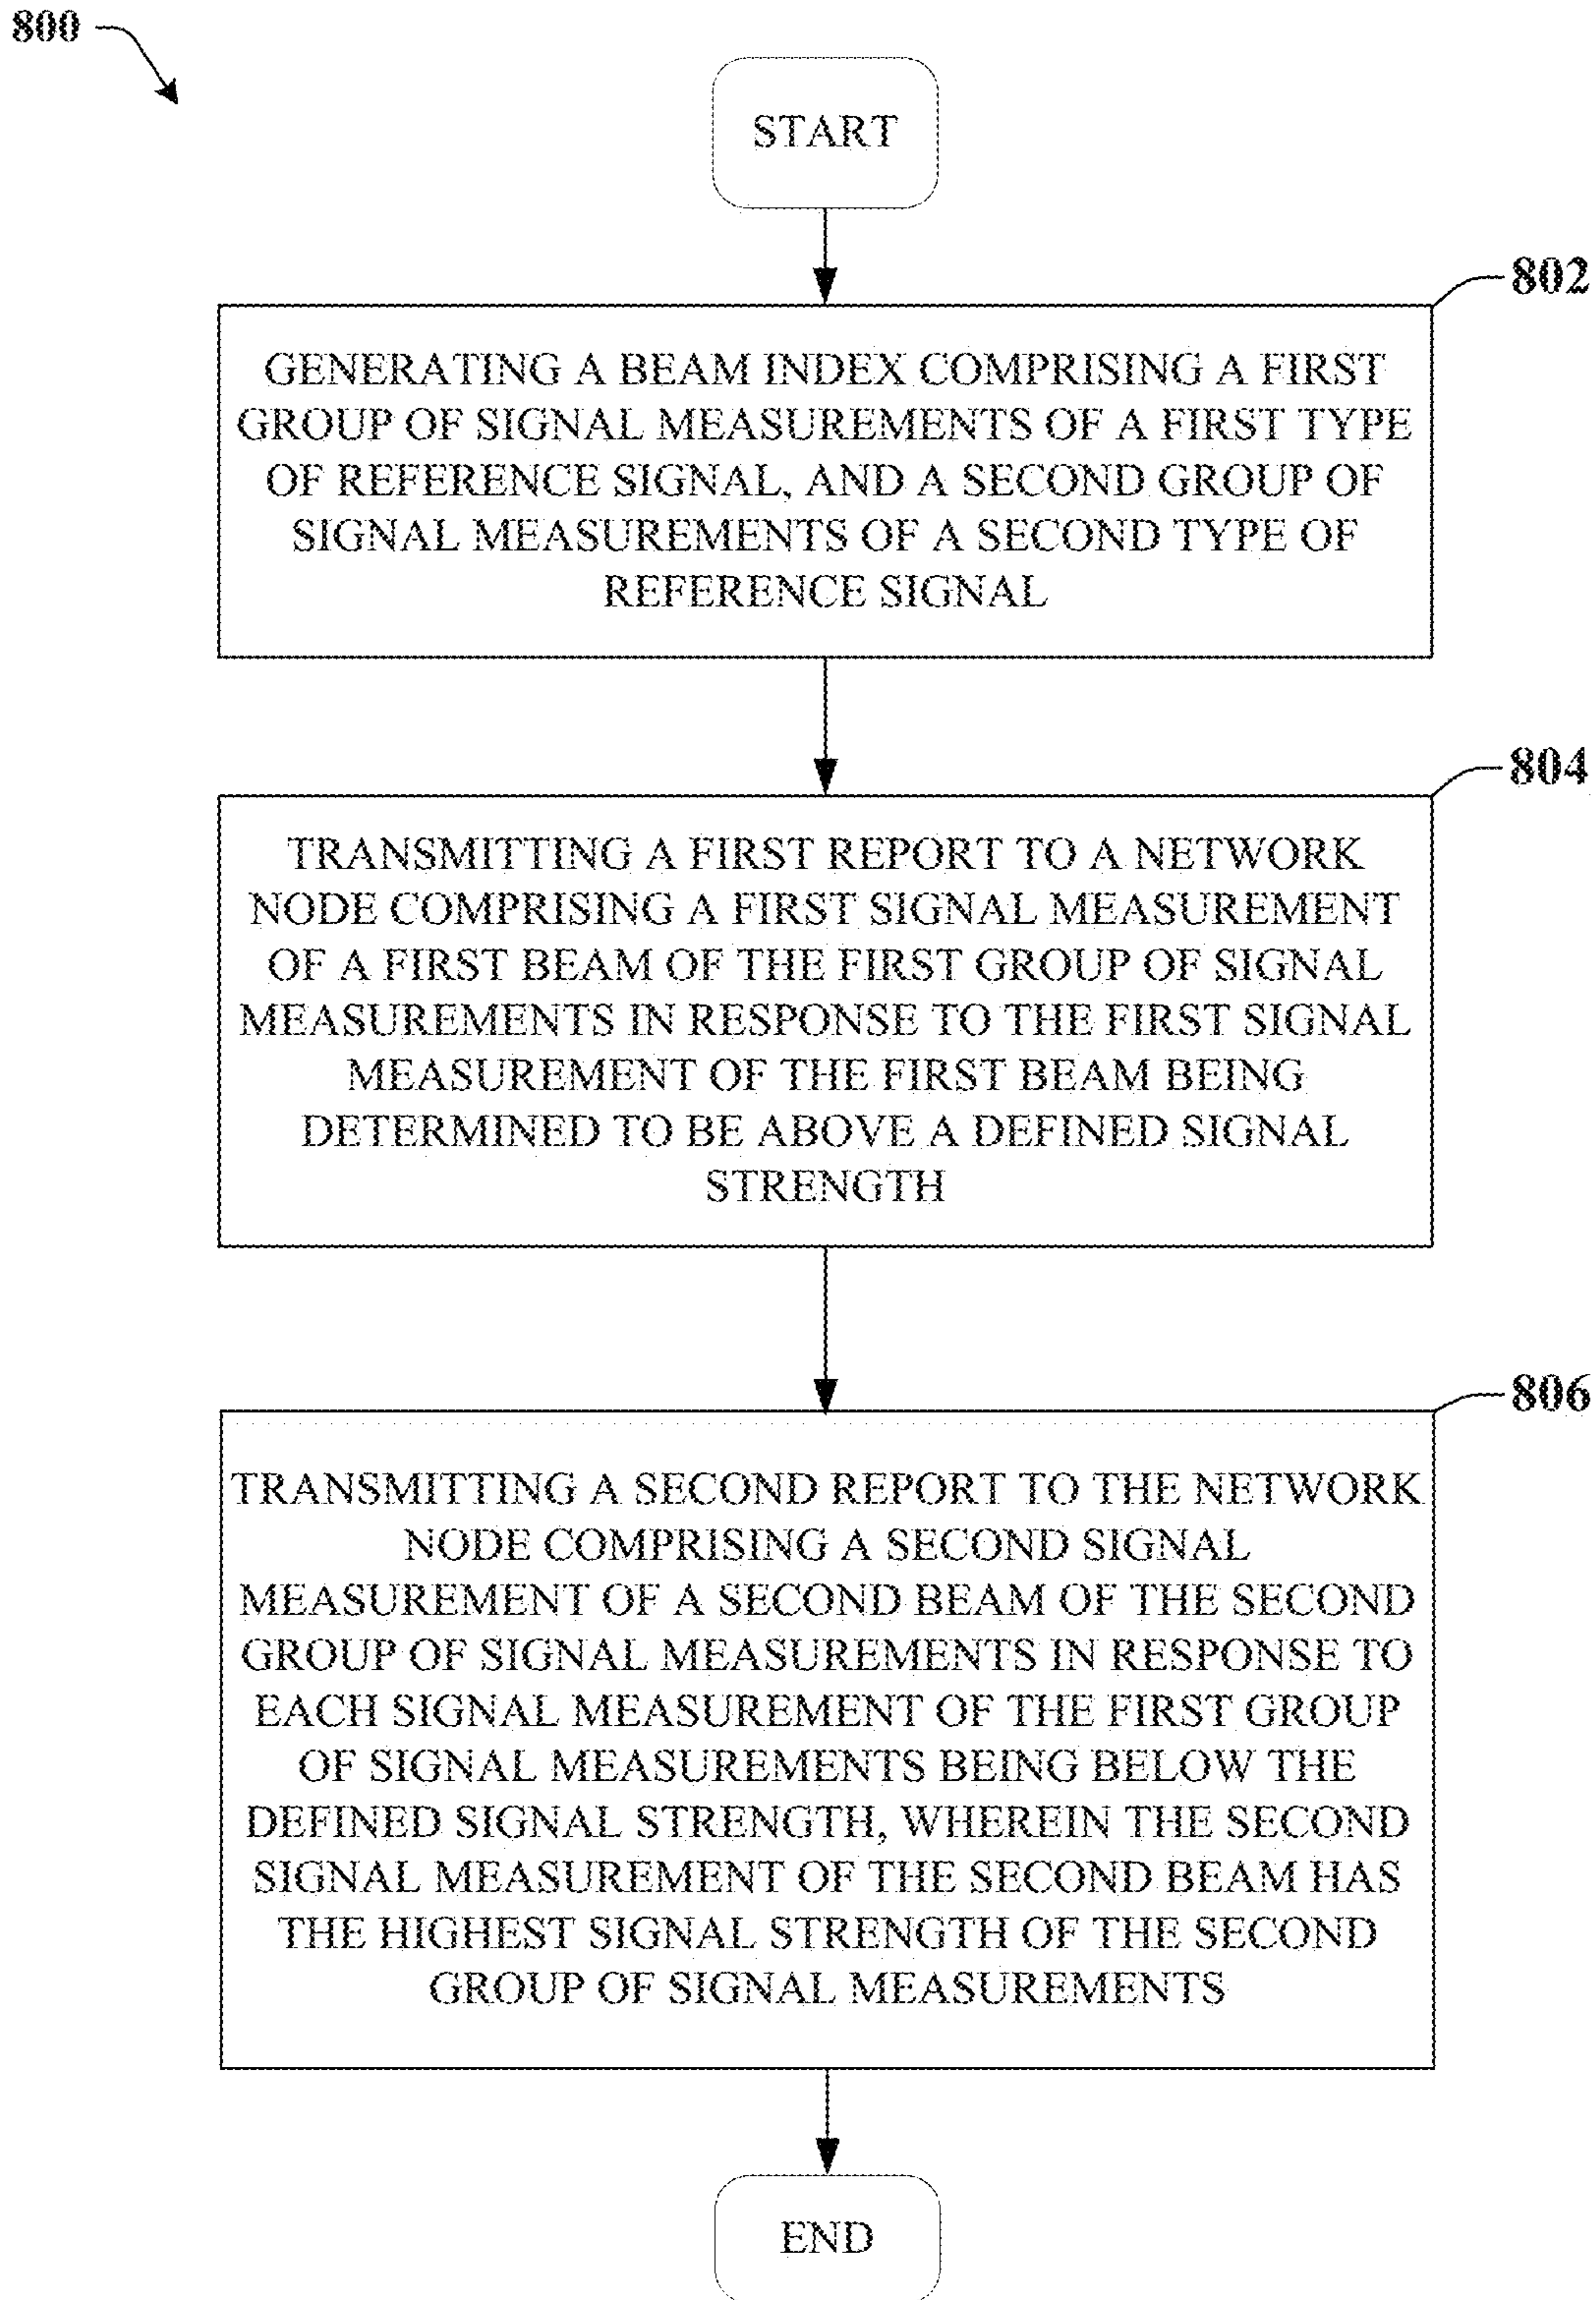 800
START
802
GENERATING A BEAM INDEX COMPRISING A FIRST
GROUP OF SIGNAL MEASUREMENTS OF A FIRST TYPE
OF REFERENCE SIGNAL, AND A SECOND GROUP OF
SIGNAL MEASUREMENTS OF A SECOND TYPE OF
REFERENCE SIGNAL
804
TRANSMITTING A FIRST REPORT TO A NETWORK
NODE COMPRISING A FIRST SIGNAL MEASUREMENT
OF A FIRST BEAM OF THE FIRST GROUP OF SIGNAL
MEASUREMENTS IN RESPONSE TO THE FIRST SIGNAL
MEASUREMENT OF THE FIRST BEAM BEING
DETERMINED TO BE ABOVE A DEFINED SIGNAL
STRENGTH
806
TRANSMITTING A SECOND REPORT TO THE NETWORK
NODE COMPRISING A SECOND SIGNAL
MEASUREMENT OF A SECOND BEAM OF THE SECOND
GROUP OF SIGNAL MEASUREMENTS IN RESPONSE TO
EACH SIGNAL MEASUREMENT OF THE FIRST GROUP
OF SIGNAL MEASUREMENTS BEING BELOW THE
DEFINED SIGNAL STRENGTH, WHEREIN THE SECOND
SIGNAL MEASUREMENT OF THE SECOND BEAM HAS
THE HIGHEST SIGNAL STRENGTH OF THE SECOND
GROUP OF SIGNAL MEASUREMENTS
END